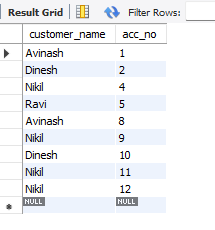 Result Grid Filter Rows:
customer_name acc_no
Avinash 1
Dinesh 2
Nikil 4
Ravi 5
Avinash 8
Nikil 9
Dinesh 10
Nikil 11
Nikil 12
NULL NULL